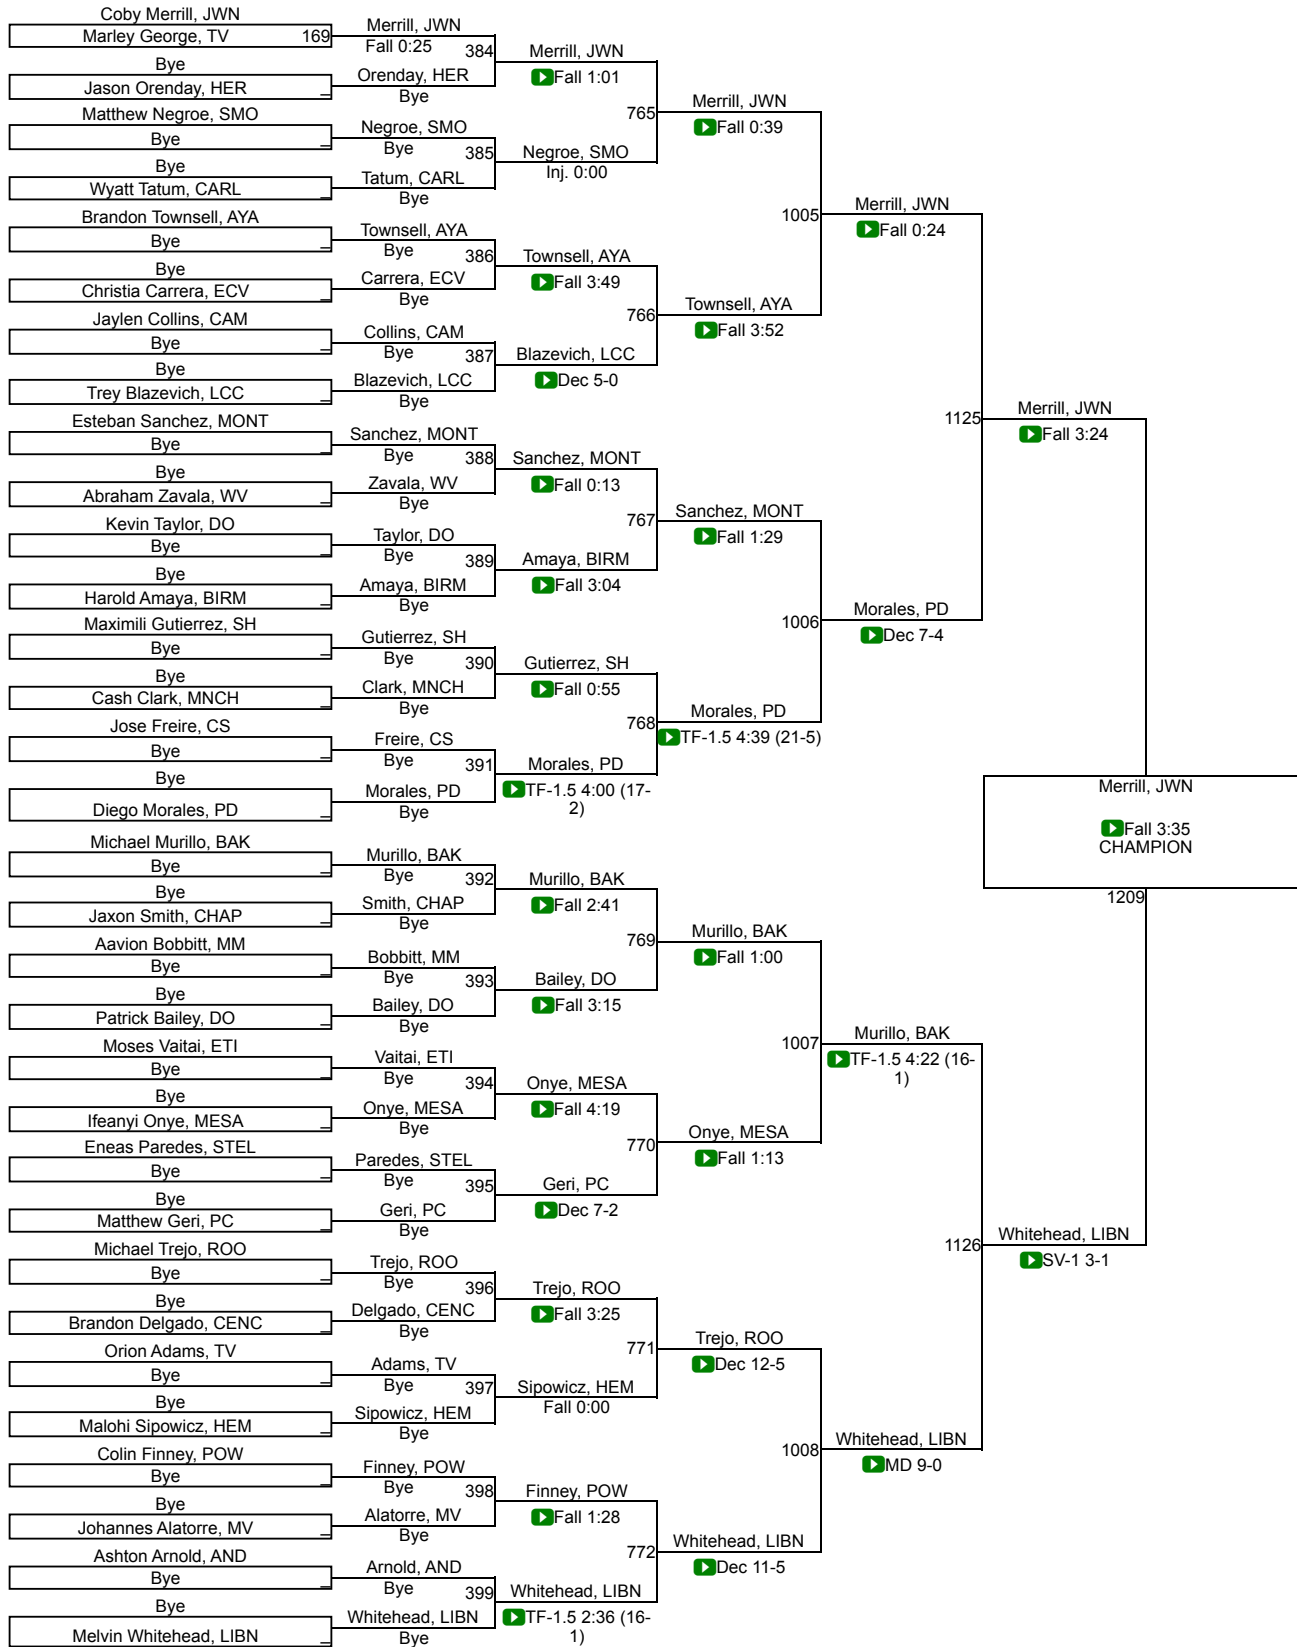 Coby Merrill, JWN
Marley George, TV 169
Bye
Jason Orenday, HER _
Matthew Negroe, SMO
Bye _
Bye
Wyatt Tatum, CARL _
Brandon Townsell, AYA
Bye _
Bye
Christia Carrera, ECV _
Jaylen Collins, CAM
Bye _
Bye
Trey Blazevich, LCC _
Esteban Sanchez, MONT
Bye _
Bye
Abraham Zavala, WV _
Kevin Taylor, DO
Bye _
Bye
Harold Amaya, BIRM _
Maximili Gutierrez, SH
Bye _
Bye
Cash Clark, MNCH _
Jose Freire, CS
Bye _
Bye
Diego Morales, PD _
Michael Murillo, BAK
Bye _
Bye
Jaxon Smith, CHAP _
Aavion Bobbitt, MM
Bye _
Bye
Patrick Bailey, DO _
Moses Vaitai, ETI
Bye _
Bye
Ifeanyi Onye, MESA _
Eneas Paredes, STEL
Bye _
Bye
Matthew Geri, PC _
Michael Trejo, ROO
Bye _
Bye
Brandon Delgado, CENC _
Orion Adams, TV
Bye _
Bye
Malohi Sipowicz, HEM _
Colin Finney, POW
Bye _
Bye
Johannes Alatorre, MV _
Ashton Arnold, AND
Bye _
Bye
Melvin Whitehead, LIBN _
Merrill, JWN
Fall 0:25 384
Orenday, HER
Bye
Negroe, SMO
Bye 385
Tatum, CARL
Bye
Townsell, AYA
Bye 386
Carrera, ECV
Bye
Collins, CAM
Bye 387
Blazevich, LCC
Bye
Sanchez, MONT
Bye 388
Zavala, WV
Bye
Taylor, DO
Bye 389
Amaya, BIRM
Bye
Gutierrez, SH
Bye 390
Clark, MNCH
Bye
Freire, CS
Bye 391
Morales, PD
Bye
Murillo, BAK
Bye 392
Smith, CHAP
Bye
Bobbitt, MM
Bye 393
Bailey, DO
Bye
Vaitai, ETI
Bye 394
Onye, MESA
Bye
Paredes, STEL
Bye 395
Geri, PC
Bye
Trejo, ROO
Bye 396
Delgado, CENC
Bye
Adams, TV
Bye 397
Sipowicz, HEM
Bye
Finney, POW
Bye 398
Alatorre, MV
Bye
Arnold, AND
Bye 399
Whitehead, LIBN
Bye
Merrill, JWN
Fall 1:01
765
Negroe, SMO
Inj. 0:00
Townsell, AYA
Fall 3:49
766
Blazevich, LCC
Dec 5-0
Sanchez, MONT
Fall 0:13
767
Amaya, BIRM
Fall 3:04
Gutierrez, SH
Fall 0:55
768
Morales, PD
TF-1.5 4:00 (17-
2)
Murillo, BAK
Fall 2:41
769
Bailey, DO
Fall 3:15
Onye, MESA
Fall 4:19
770
Geri, PC
Dec 7-2
Trejo, ROO
Fall 3:25
771
Sipowicz, HEM
Fall 0:00
Finney, POW
Fall 1:28
772
Whitehead, LIBN
TF-1.5 2:36 (16-
1)
Merrill, JWN
Fall 0:39
1005
Townsell, AYA
Fall 3:52
Sanchez, MONT
Fall 1:29
1006
Morales, PD
TF-1.5 4:39 (21-5)
Murillo, BAK
Fall 1:00
1007
Onye, MESA
Fall 1:13
Trejo, ROO
Dec 12-5
1008
Whitehead, LIBN
Dec 11-5
Merrill, JWN
Fall 0:24
1125
Morales, PD
Dec 7-4
Murillo, BAK
TF-1.5 4:22 (16-
1)
1126
Whitehead, LIBN
MD 9-0
Merrill, JWN
Fall 3:24
Whitehead, LIBN
SV-1 3-1
Merrill, JWN
Fall 3:35
CHAMPION
1209